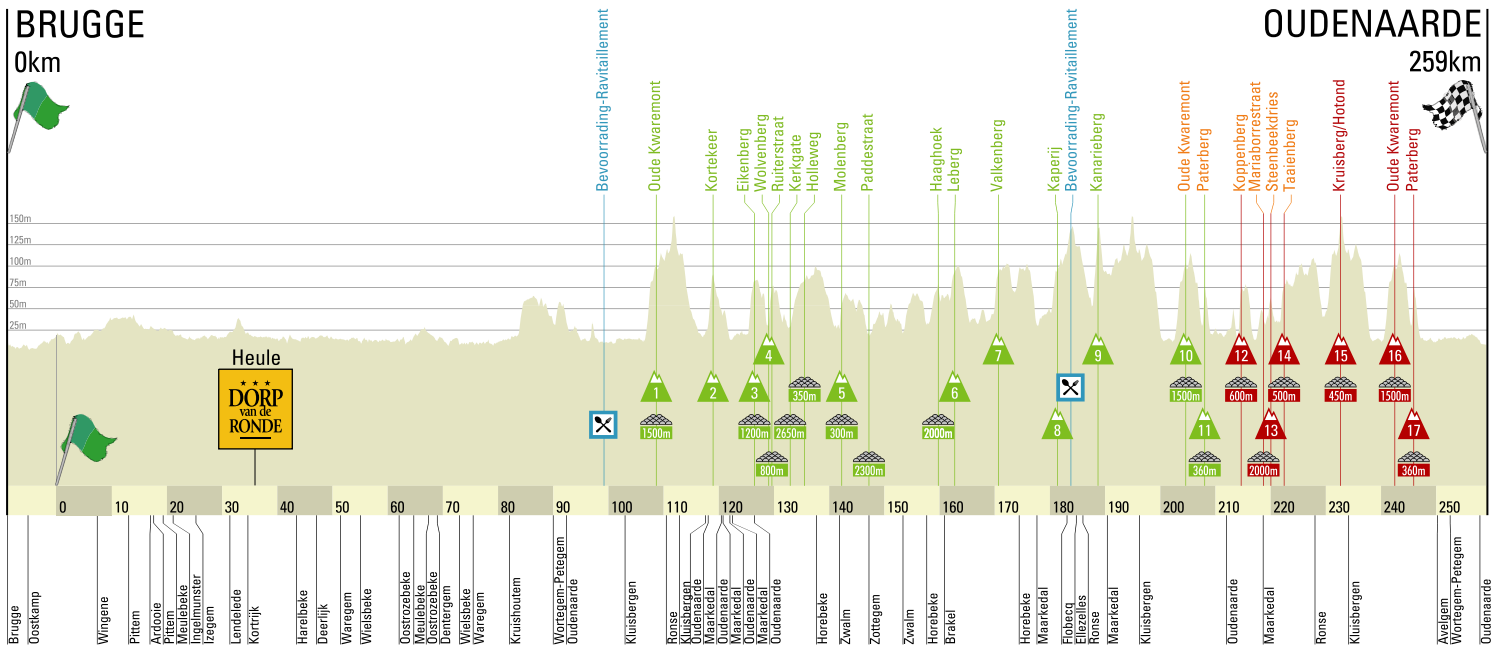 BRUGGE
0km
OUDENAARDE
259km
Bevoorrading-Ravitaillement
Oude Kwaremont
Kortekeer
Eikenberg
Wolvenberg
Ruiterstraat
Kerkgate
Holleweg
Molenberg
Paddestraat
Haaghoek
Leberg
Valkenberg
Kaperij
Bevoorrading-Ravitaillement
Kanarieberg
Oude Kwaremont
Paterberg
Koppenberg
Mariaborrestraat
Steenbeekdries
Taaienberg
Kruisberg/Hotond
Oude Kwaremont
Paterberg
150m
125m
100m
75m
50m
25m
Heule
DORP
van de
RONDE
4
7
9
10
12
14
15
16
1
2
3
350m
5
6
1500m
600m
500m
450m
1500m
1500m
1200m
2650m
300m
2000m
8
11
13
17
800m
2300m
360m
2000m
360m
0 10 20 30 40 50 60 70 80 90 100 110 120 130 140 150 160 170 180 190 200 210 220 230 240 250
Brugge
Oostkamp
Wingene
Pittem
Ardooie
Pittem
Meulebeke
Ingelmunster
Izegem
Lendelede
Kortrijk
Harelbeke
Deerlijk
Waregem
Wielsbeke
Oostrozebeke
Meulebeke
Oostrozebeke
Dentergem
Wielsbeke
Waregem
Kruishoutem
Wortegem-Petegem
Oudenaarde
Kluisbergen
Ronse
Kluisbergen
Oudenaarde
Maarkedal
Oudenaarde
Maarkedal
Oudenaarde
Maarkedal
Oudenaarde
Horebeke
Zwalm
Zottegem
Zwalm
Horebeke
Brakel
Horebeke
Maarkedal
Flobecq
Ellezelles
Ronse
Maarkedal
Kluisbergen
Oudenaarde
Maarkedal
Ronse
Kluisbergen
Avelgem
Wortegem-Petegem
Oudenaarde